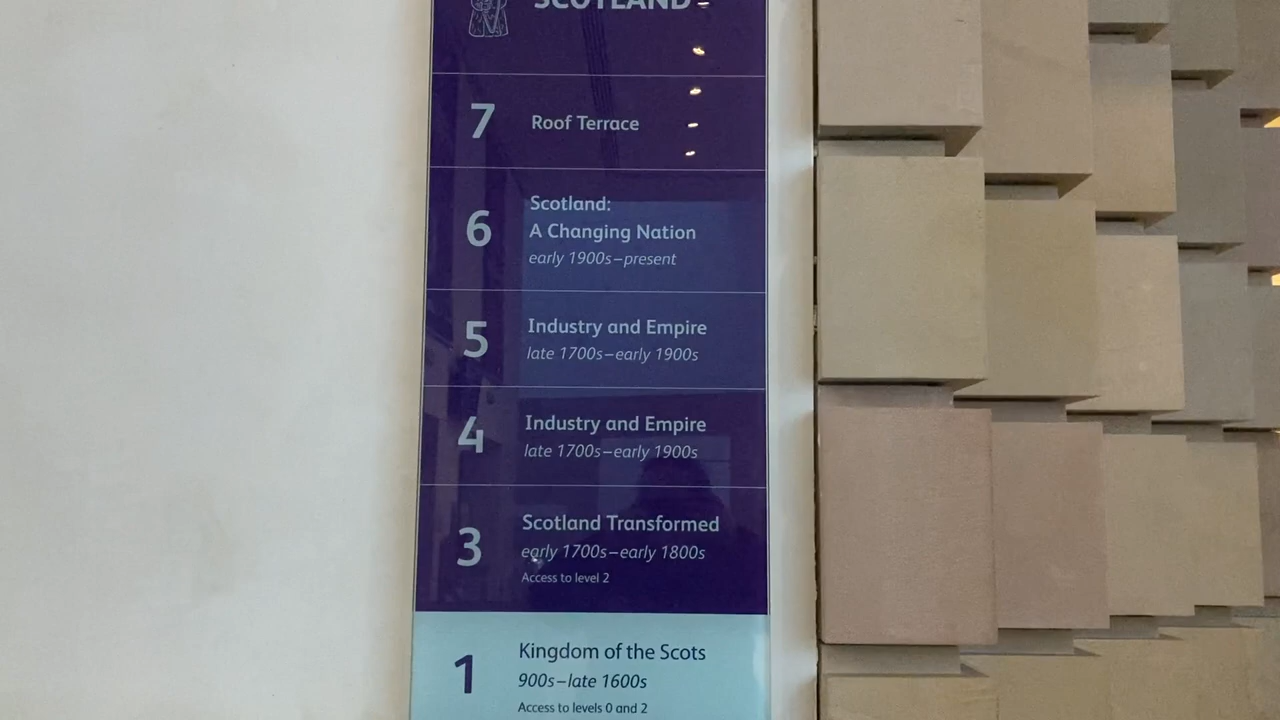 SCOTLAND
7
Roof Terrace
6
Scotland:
A Changing Nation
early 1900s–present
5
Industry and Empire
late 1700s–early 1900s
4
Industry and Empire
late 1700s–early 1900s
3
Scotland Transformed
early 1700s–early 1800s
Access to level 2
1
Kingdom of the Scots
900s–late 1600s
Access to levels 0 and 2